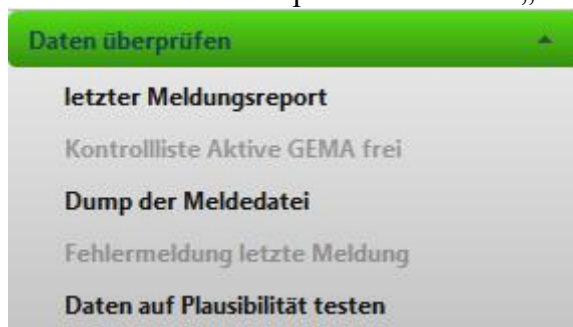 Daten überprüfen
letzter Meldungsreport
Kontrollliste Aktive GEMA frei
Dump der Meldedatei
Fehlermeldung letzte Meldung
Daten auf Plausibilität testen